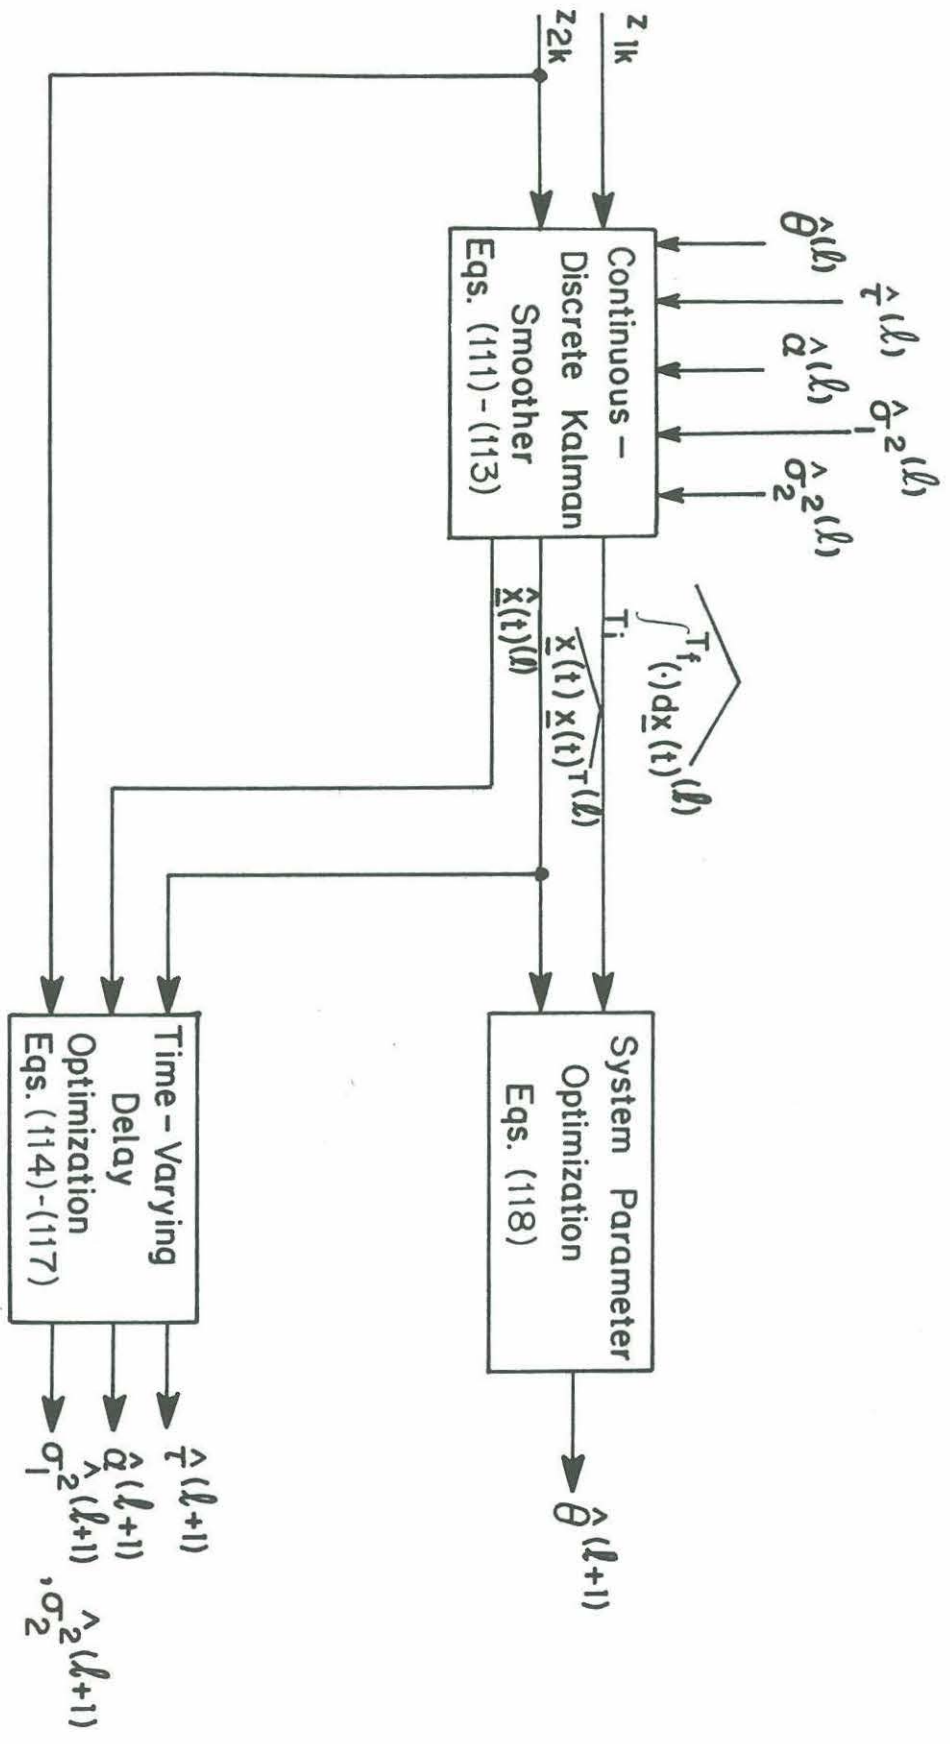 z1k
z2k
θ̂(ℓ)
τ̂(ℓ)
α̂(ℓ)
σ̂1²(ℓ)
σ̂2²(ℓ)
Continuous –
Discrete Kalman
Smoother
Eqs. (111)-(113)
∫Ti Tf (·)dx(t)(ℓ)
x(t) x(t)T(ℓ)
x̂(t)(ℓ)
System Parameter
Optimization
Eqs. (118)
θ̂(ℓ+1)
Time-Varying
Delay
Optimization
Eqs. (114)-(117)
τ̂(ℓ+1)
α̂(ℓ+1)
σ̂1²(ℓ+1) , σ̂2²(ℓ+1)